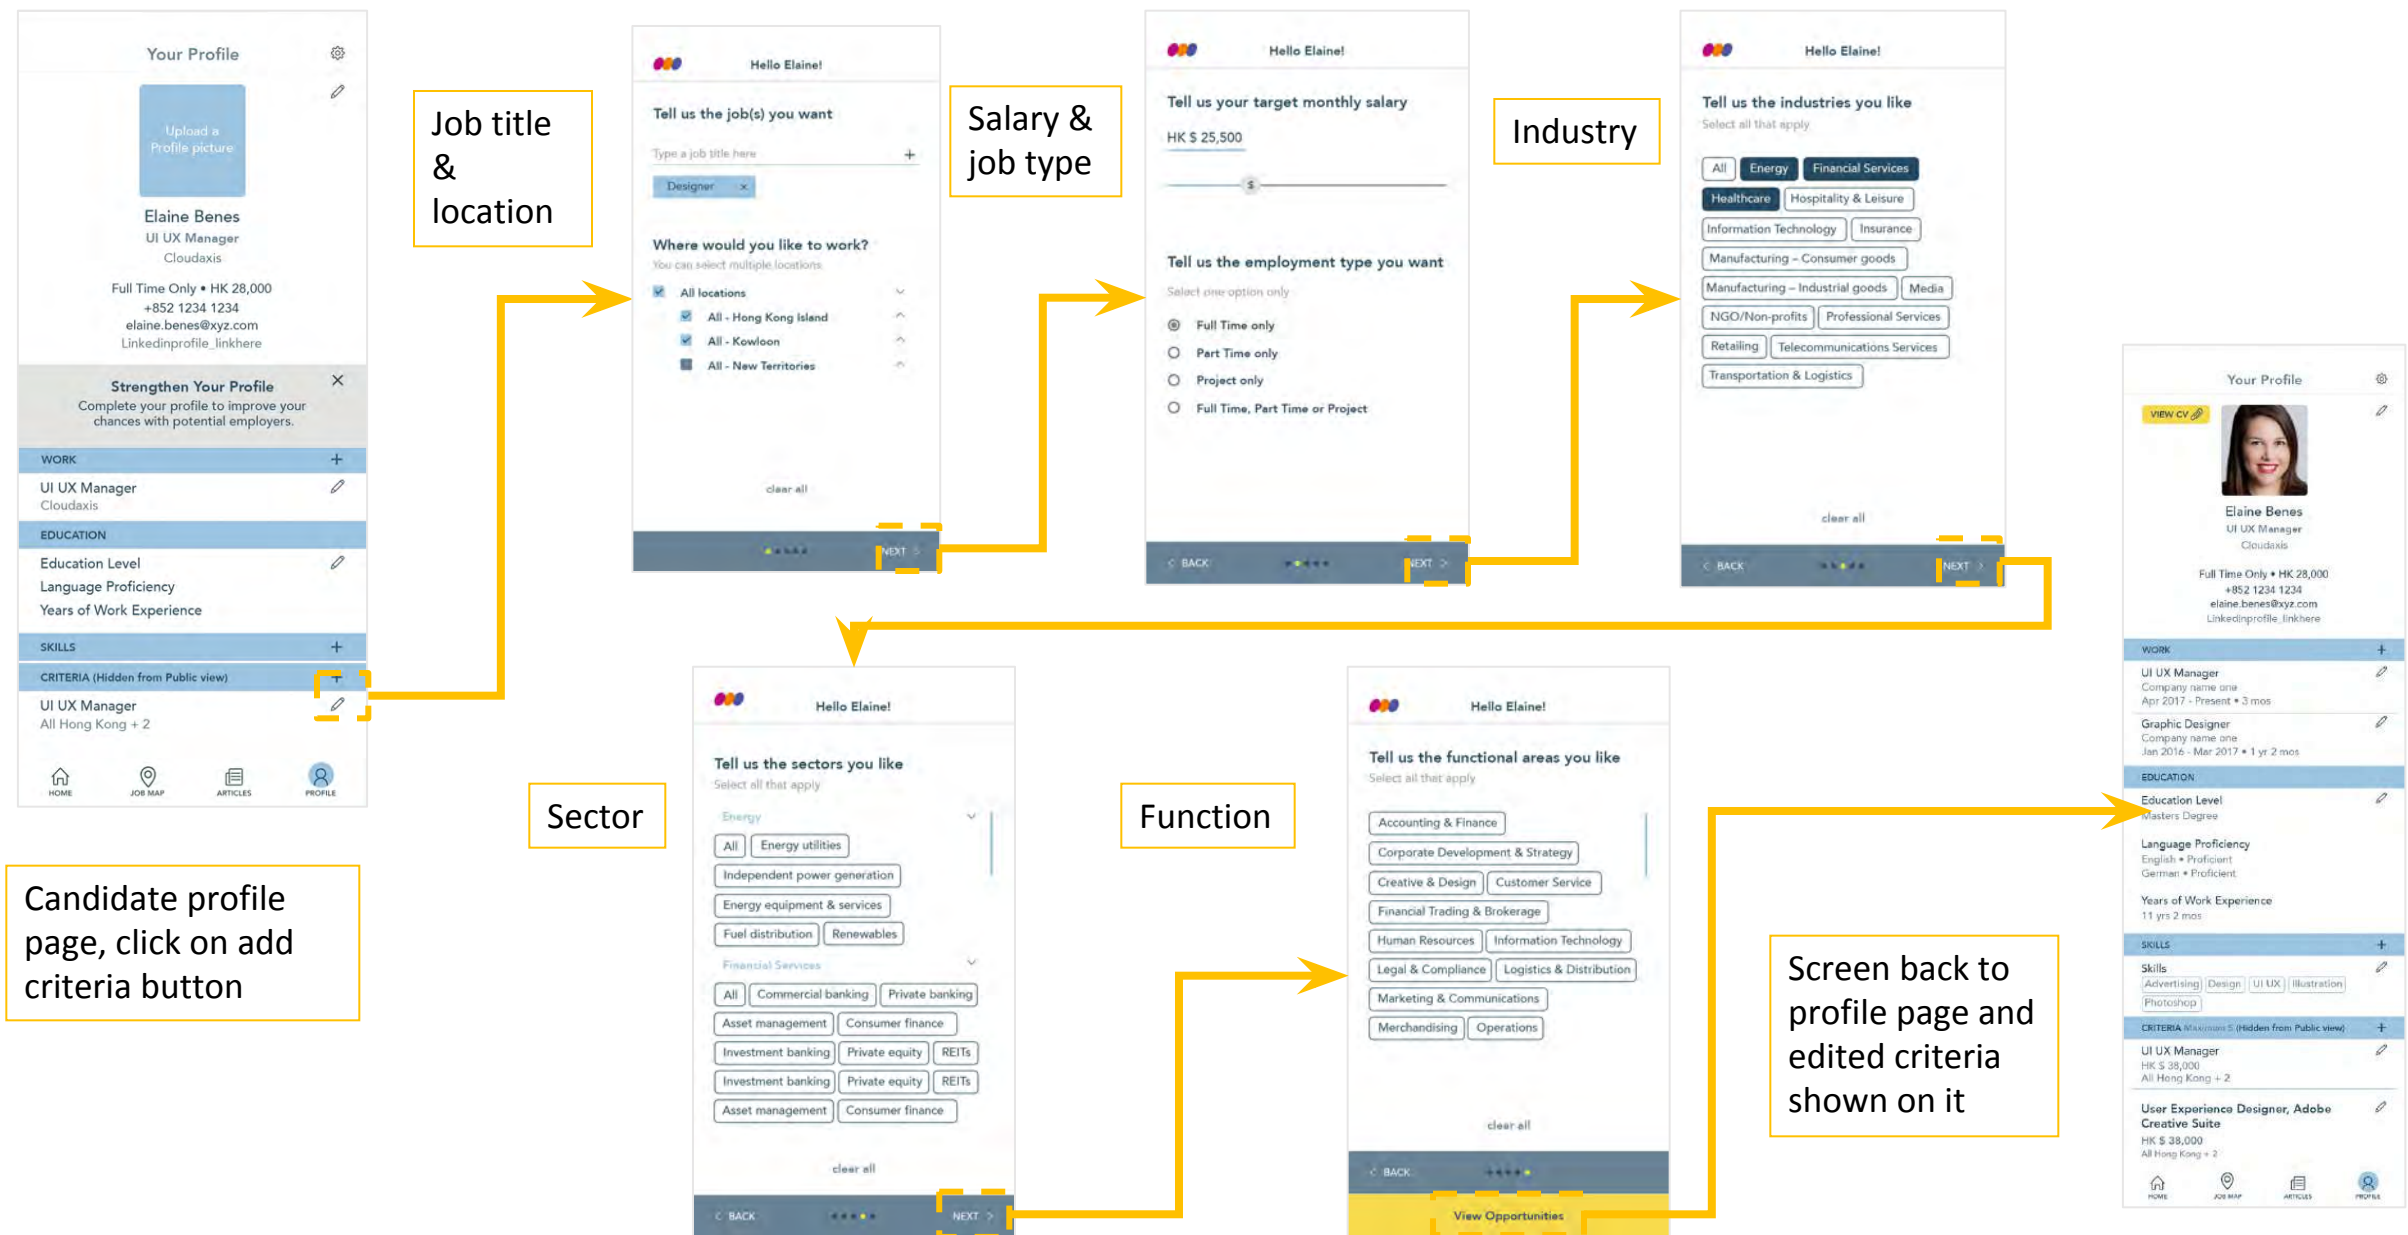 Your Profile
Upload a
Profile picture
Elaine Benes
UI UX Manager
Cloudaxis
Full Time Only • HK 28,000
+852 1234 1234
elaine.benes@xyz.com
Linkedinprofile_linkhere
Strengthen Your Profile
Complete your profile to improve your
chances with potential employers.
WORK
UI UX Manager
Cloudaxis
EDUCATION
Education Level
Language Proficiency
Years of Work Experience
SKILLS
CRITERIA (Hidden from Public view)
UI UX Manager
All Hong Kong + 2
HOME JOB MAP ARTICLES PROFILE
Candidate profile
page, click on add
criteria button
Job title
&
location
Hello Elaine!
Tell us the job(s) you want
Type a job title here
Designer x
Where would you like to work?
You can select multiple locations
All locations
All - Hong Kong Island
All - Kowloon
All - New Territories
clear all
NEXT >
Salary &
job type
Hello Elaine!
Tell us your target monthly salary
HK $ 25,500
$
Tell us the employment type you want
Select one option only
Full Time only
Part Time only
Project only
Full Time, Part Time or Project
< BACK NEXT >
Industry
Hello Elaine!
Tell us the industries you like
Select all that apply
All Energy Financial Services
Healthcare Hospitality & Leisure
Information Technology Insurance
Manufacturing – Consumer goods
Manufacturing – Industrial goods Media
NGO/Non-profits Professional Services
Retailing Telecommunications Services
Transportation & Logistics
clear all
< BACK NEXT >
Sector
Hello Elaine!
Tell us the sectors you like
Select all that apply
Energy
All Energy utilities
Independent power generation
Energy equipment & services
Fuel distribution Renewables
Financial Services
All Commercial banking Private banking
Asset management Consumer finance
Investment banking Private equity REITs
Investment banking Private equity REITs
Asset management Consumer finance
clear all
< BACK NEXT >
Function
Hello Elaine!
Tell us the functional areas you like
Select all that apply
Accounting & Finance
Corporate Development & Strategy
Creative & Design Customer Service
Financial Trading & Brokerage
Human Resources Information Technology
Legal & Compliance Logistics & Distribution
Marketing & Communications
Merchandising Operations
clear all
< BACK
View Opportunities
Screen back to
profile page and
edited criteria
shown on it
Your Profile
VIEW CV
Elaine Benes
UI UX Manager
Cloudaxis
Full Time Only • HK 28,000
+852 1234 1234
elaine.benes@xyz.com
Linkedinprofile_linkhere
WORK
UI UX Manager
Company name one
Apr 2017 - Present • 3 mos
Graphic Designer
Company name one
Jan 2016 - Mar 2017 • 1 yr 2 mos
EDUCATION
Education Level
Masters Degree
Language Proficiency
English • Proficient
German • Proficient
Years of Work Experience
11 yrs 2 mos
SKILLS
Skills
Advertising Design UI UX Illustration
Photoshop
CRITERIA Maximum 5 (Hidden from Public view)
UI UX Manager
HK $ 38,000
All Hong Kong + 2
User Experience Designer, Adobe
Creative Suite
HK $ 38,000
All Hong Kong + 2
HOME JOB MAP ARTICLES PROFILE